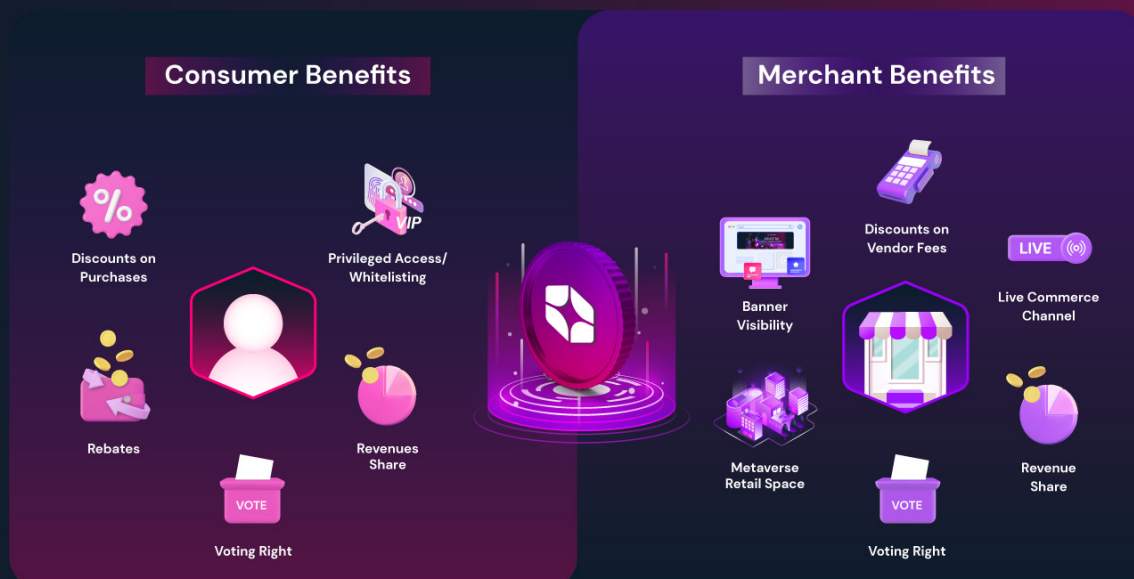 Consumer Benefits
%
Discounts on
Purchases
VIP
Privileged Access/
Whitelisting
Rebates
Revenues
Share
VOTE
Voting Right
Merchant Benefits
Discounts on
Vendor Fees
Banner
Visibility
LIVE
Live Commerce
Channel
Metaverse
Retail Space
Revenue
Share
VOTE
Voting Right